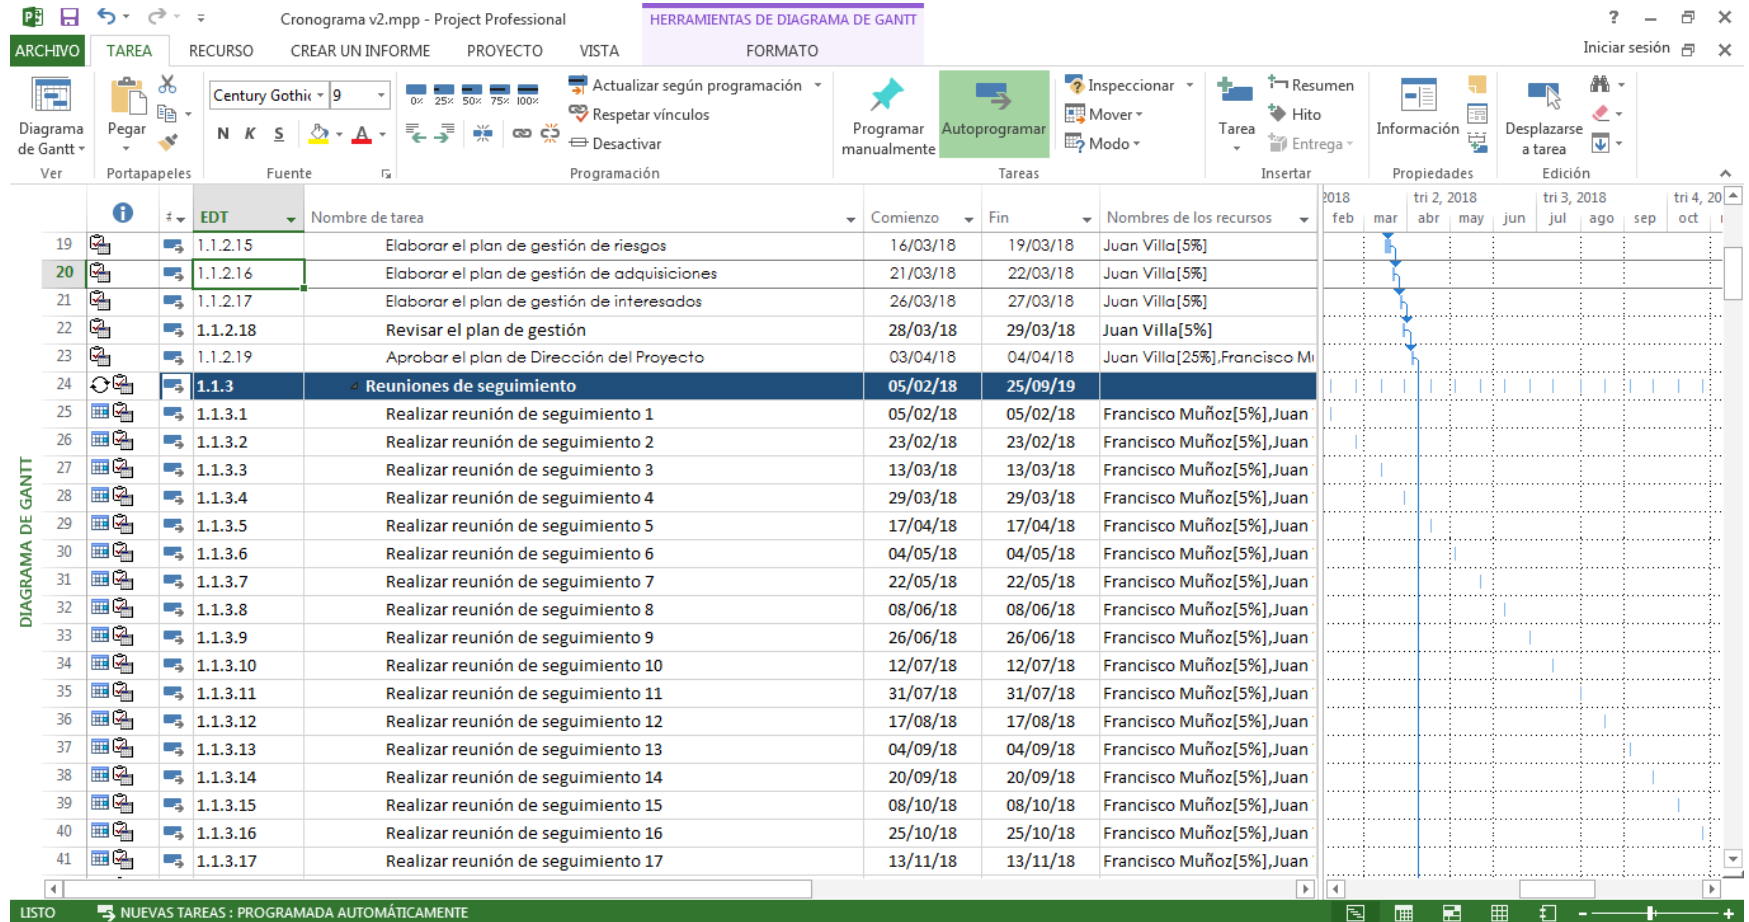 Cronograma v2.mpp - Project Professional
HERRAMIENTAS DE DIAGRAMA DE GANTT
?
ARCHIVO TAREA RECURSO CREAR UN INFORME PROYECTO VISTA FORMATO Iniciar sesión
Diagrama de Gantt
Ver
Pegar
Portapapeles
Century Gothic 9
N K S A
Fuente
0% 25% 50% 75% 100%
Actualizar según programación
Respetar vínculos
Desactivar
Programación
Programar manualmente
Autoprogramar
Inspeccionar
Mover
Modo
Tareas
Tarea
Resumen
Hito
Entrega
Insertar
Información
Propiedades
Desplazarse a tarea
Edición
EDT Nombre de tarea Comienzo Fin Nombres de los recursos
2018 tri 2, 2018 tri 3, 2018 tri 4, 20
feb mar abr may jun jul ago sep oct
19 1.1.2.15 Elaborar el plan de gestión de riesgos 16/03/18 19/03/18 Juan Villa[5%]
20 1.1.2.16 Elaborar el plan de gestión de adquisiciones 21/03/18 22/03/18 Juan Villa[5%]
21 1.1.2.17 Elaborar el plan de gestión de interesados 26/03/18 27/03/18 Juan Villa[5%]
22 1.1.2.18 Revisar el plan de gestión 28/03/18 29/03/18 Juan Villa[5%]
23 1.1.2.19 Aprobar el plan de Dirección del Proyecto 03/04/18 04/04/18 Juan Villa[25%],Francisco Mu
24 1.1.3 Reuniones de seguimiento 05/02/18 25/09/19
25 1.1.3.1 Realizar reunión de seguimiento 1 05/02/18 05/02/18 Francisco Muñoz[5%],Juan
26 1.1.3.2 Realizar reunión de seguimiento 2 23/02/18 23/02/18 Francisco Muñoz[5%],Juan
27 1.1.3.3 Realizar reunión de seguimiento 3 13/03/18 13/03/18 Francisco Muñoz[5%],Juan
28 1.1.3.4 Realizar reunión de seguimiento 4 29/03/18 29/03/18 Francisco Muñoz[5%],Juan
29 1.1.3.5 Realizar reunión de seguimiento 5 17/04/18 17/04/18 Francisco Muñoz[5%],Juan
30 1.1.3.6 Realizar reunión de seguimiento 6 04/05/18 04/05/18 Francisco Muñoz[5%],Juan
31 1.1.3.7 Realizar reunión de seguimiento 7 22/05/18 22/05/18 Francisco Muñoz[5%],Juan
32 1.1.3.8 Realizar reunión de seguimiento 8 08/06/18 08/06/18 Francisco Muñoz[5%],Juan
33 1.1.3.9 Realizar reunión de seguimiento 9 26/06/18 26/06/18 Francisco Muñoz[5%],Juan
34 1.1.3.10 Realizar reunión de seguimiento 10 12/07/18 12/07/18 Francisco Muñoz[5%],Juan
35 1.1.3.11 Realizar reunión de seguimiento 11 31/07/18 31/07/18 Francisco Muñoz[5%],Juan
36 1.1.3.12 Realizar reunión de seguimiento 12 17/08/18 17/08/18 Francisco Muñoz[5%],Juan
37 1.1.3.13 Realizar reunión de seguimiento 13 04/09/18 04/09/18 Francisco Muñoz[5%],Juan
38 1.1.3.14 Realizar reunión de seguimiento 14 20/09/18 20/09/18 Francisco Muñoz[5%],Juan
39 1.1.3.15 Realizar reunión de seguimiento 15 08/10/18 08/10/18 Francisco Muñoz[5%],Juan
40 1.1.3.16 Realizar reunión de seguimiento 16 25/10/18 25/10/18 Francisco Muñoz[5%],Juan
41 1.1.3.17 Realizar reunión de seguimiento 17 13/11/18 13/11/18 Francisco Muñoz[5%],Juan
DIAGRAMA DE GANTT
LISTO NUEVAS TAREAS : PROGRAMADA AUTOMÁTICAMENTE